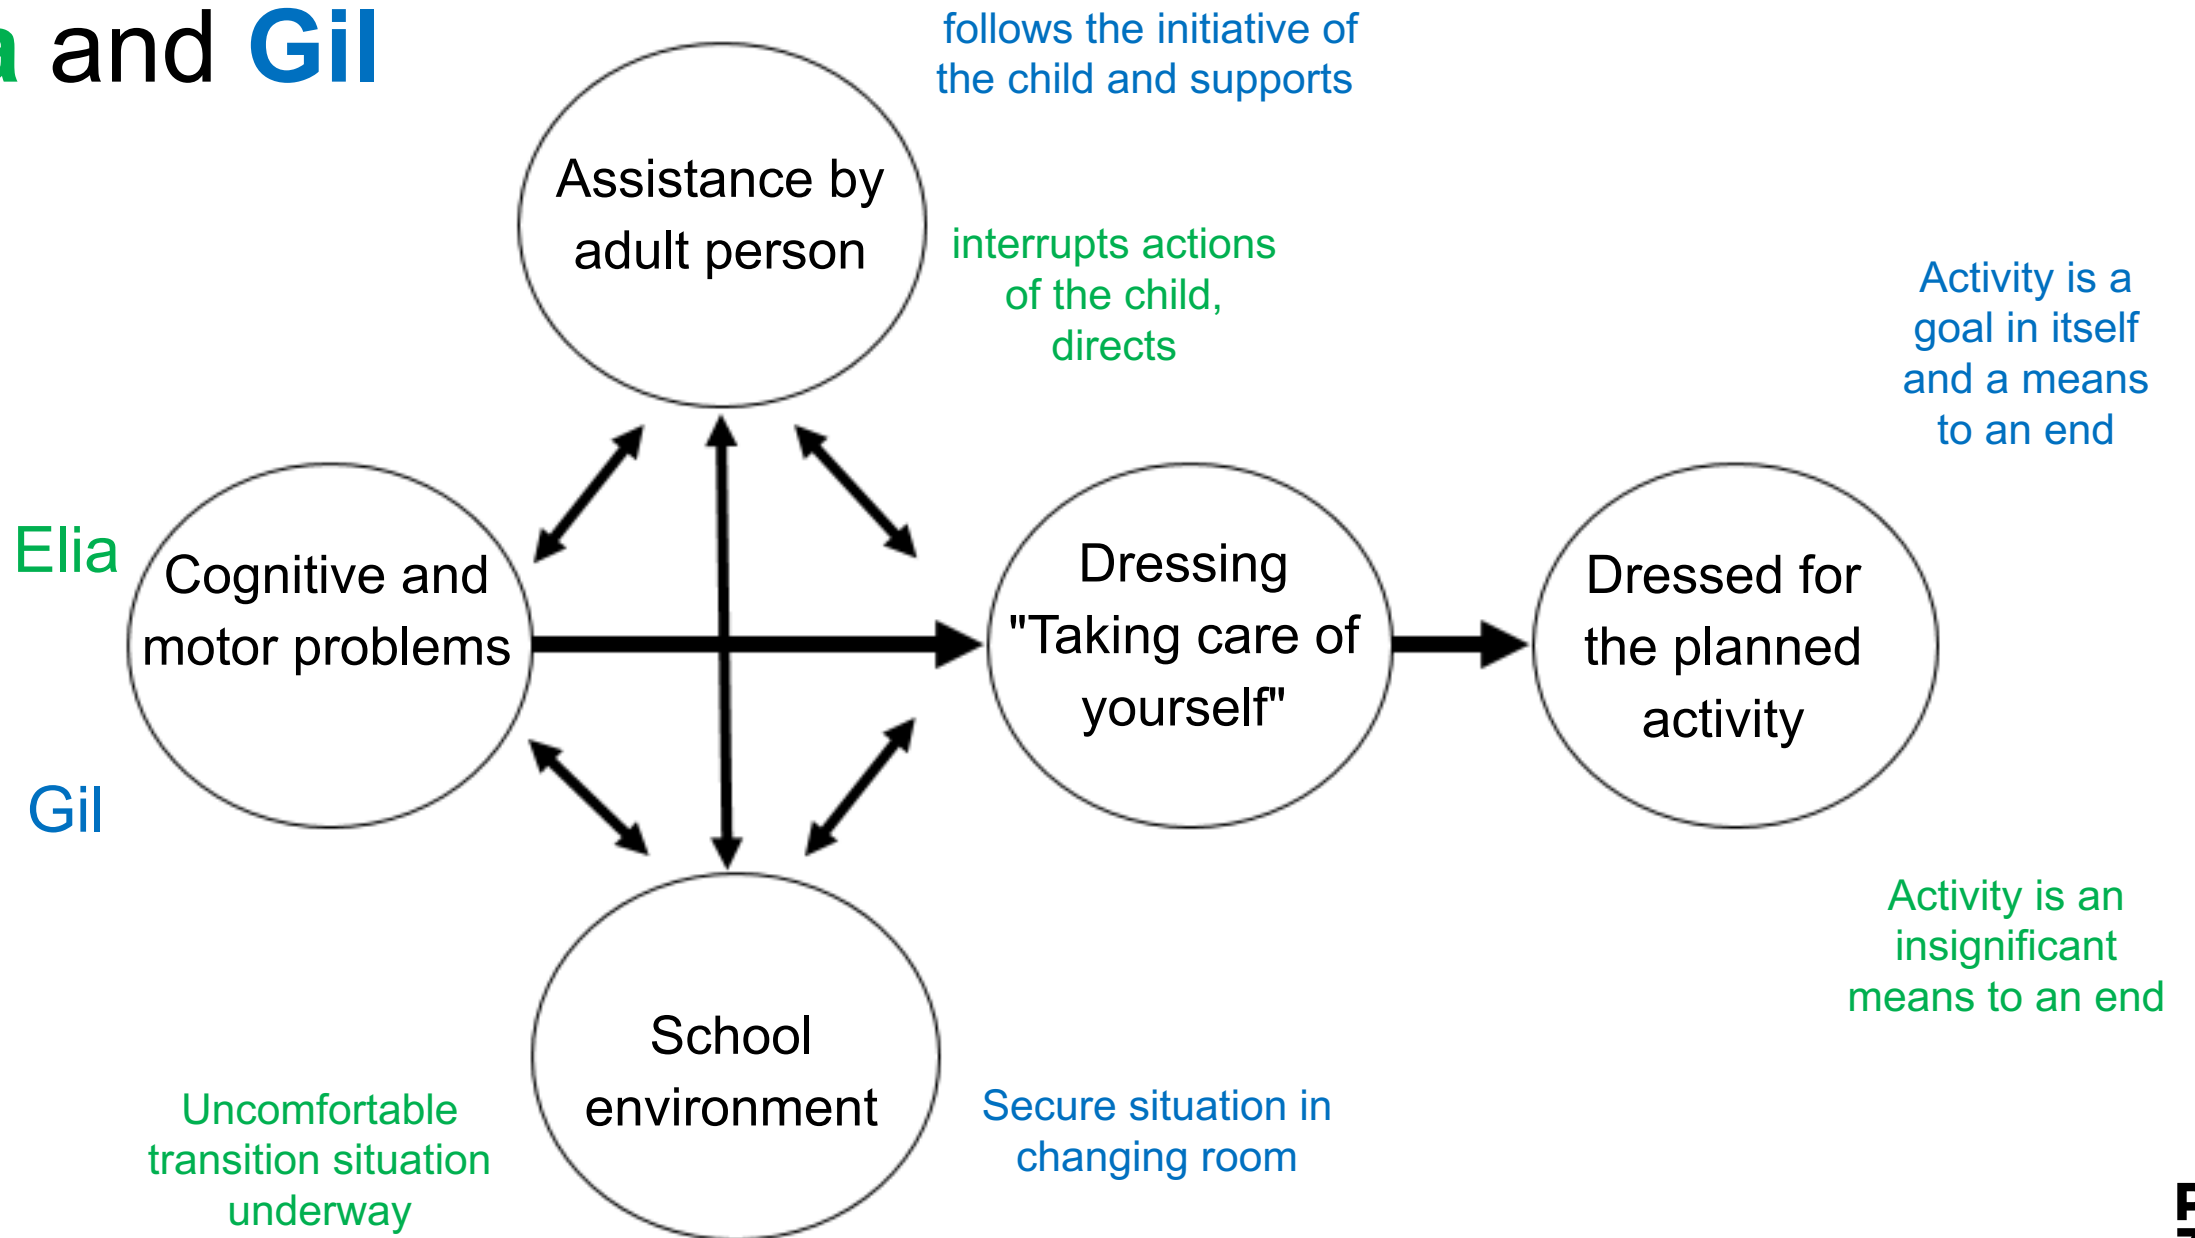 and Gil
follows the initiative of
the child and supports
Assistance by
adult person
interrupts actions
of the child,
directs
Activity is a
goal in itself
and a means
to an end
Elia
Cognitive and
motor problems
Gil
Dressing
"Taking care of
yourself"
Dressed for
the planned
activity
Activity is an
insignificant
means to an end
School
environment
Uncomfortable
transition situation
underway
Secure situation in
changing room